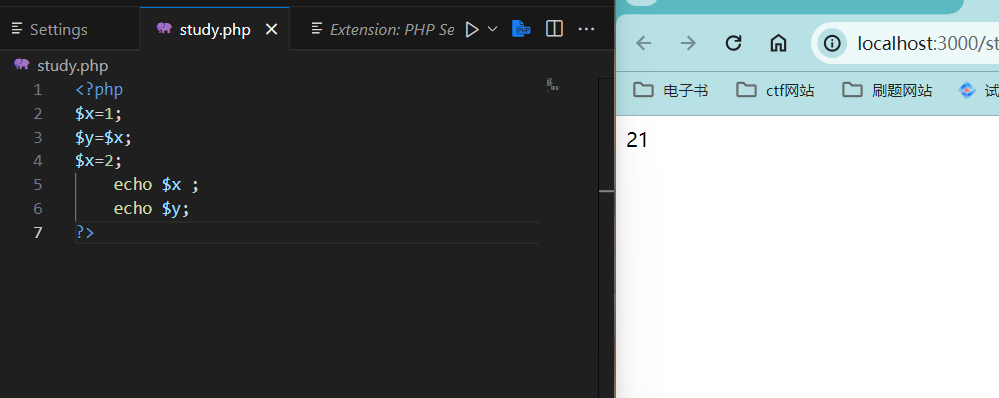 Settings
study.php
Extension: PHP Se
study.php
1 <?php
2 $x=1;
3 $y=$x;
4 $x=2;
5 echo $x ;
6 echo $y;
7 ?>
localhost:3000/st
电子书
ctf网站
刷题网站
试
21